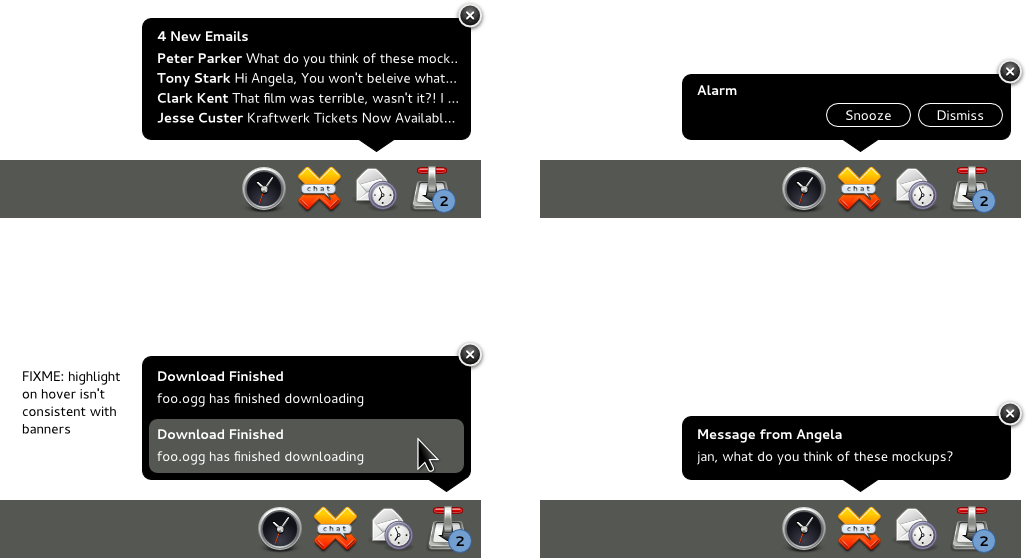 4 New Emails
Peter Parker What do you think of these mock..
Tony Stark Hi Angela, You won't beleive what...
Clark Kent That film was terrible, wasn't it?! I ...
Jesse Custer Kraftwerk Tickets Now Availabl...
chat
2
Alarm
Snooze Dismiss
chat
2
FIXME: highlight
on hover isn't
consistent with
banners
Download Finished
foo.ogg has finished downloading
Download Finished
foo.ogg has finished downloading
chat
2
Message from Angela
jan, what do you think of these mockups?
chat
2